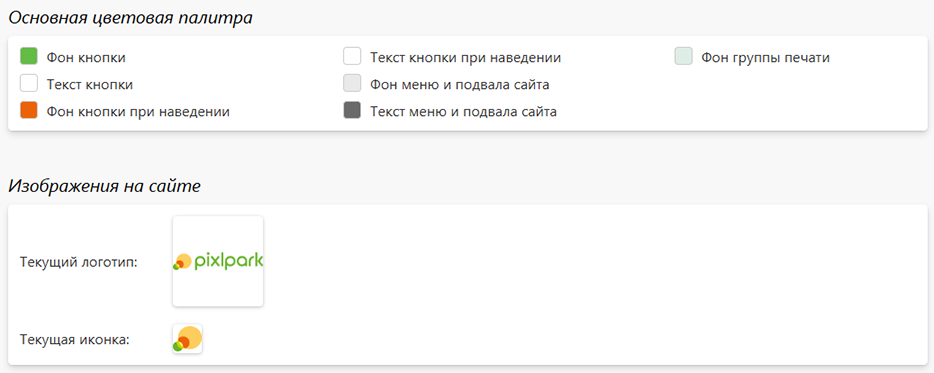 Основная цветовая палитра
Фон кнопки
Текст кнопки
Фон кнопки при наведении
Текст кнопки при наведении
Фон меню и подвала сайта
Текст меню и подвала сайта
Фон группы печати
Изображения на сайте
Текущий логотип:
pixlpark
Текущая иконка: